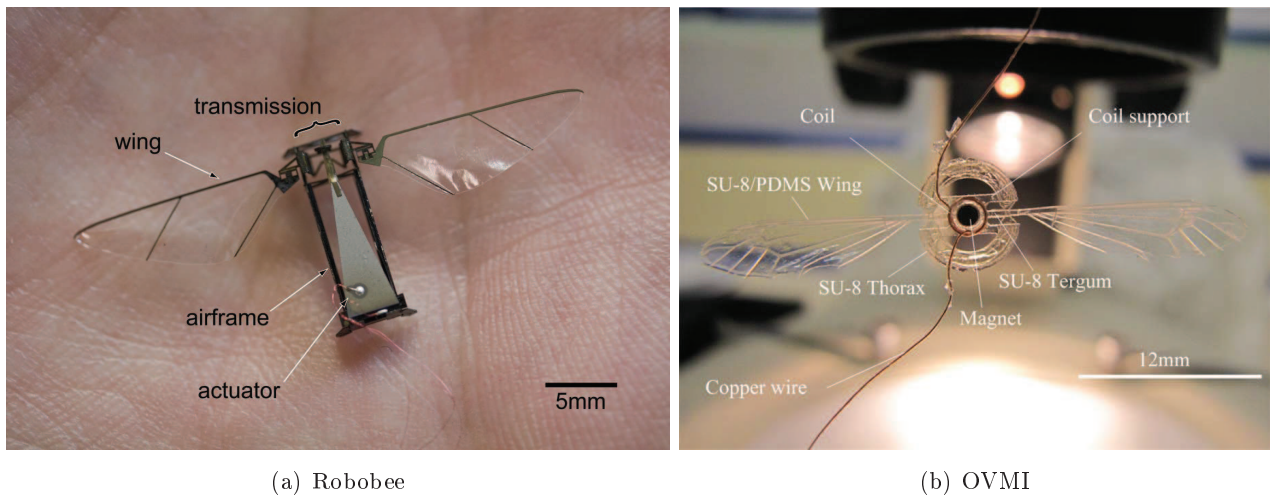 transmission
wing
airframe
actuator
5mm
Coil
Coil support
SU-8/PDMS Wing
SU-8 Thorax
SU-8 Tergum
Magnet
12mm
Copper wire
(a) Robobee
(b) OVMI